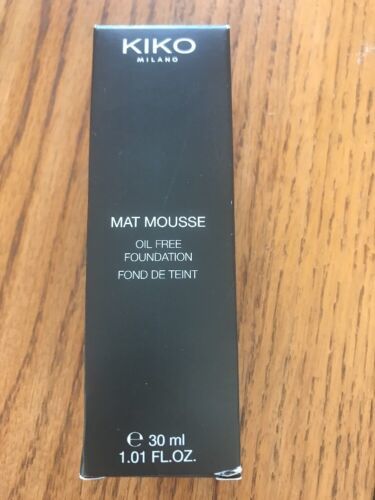 KIKO
MILANO
MAT MOUSSE
OIL FREE
FOUNDATION
FOND DE TEINT
℮ 30 ml
1.01 FL.OZ.